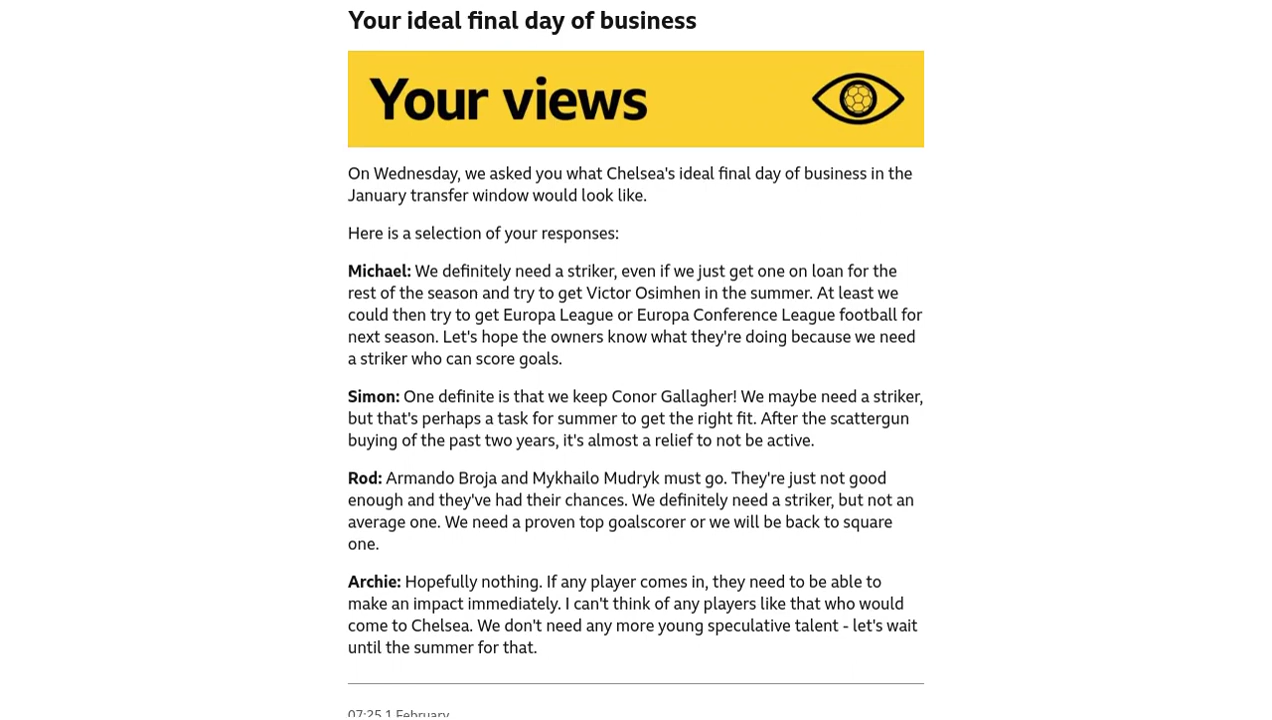 Your ideal final day of business
Your views
On Wednesday, we asked you what Chelsea's ideal final day of business in the
January transfer window would look like.
Here is a selection of your responses:
Michael: We definitely need a striker, even if we just get one on loan for the
rest of the season and try to get Victor Osimhen in the summer. At least we
could then try to get Europa League or Europa Conference League football for
next season. Let's hope the owners know what they're doing because we need
a striker who can score goals.
Simon: One definite is that we keep Conor Gallagher! We maybe need a striker,
but that's perhaps a task for summer to get the right fit. After the scattergun
buying of the past two years, it's almost a relief to not be active.
Rod: Armando Broja and Mykhailo Mudryk must go. They're just not good
enough and they've had their chances. We definitely need a striker, but not an
average one. We need a proven top goalscorer or we will be back to square
one.
Archie: Hopefully nothing. If any player comes in, they need to be able to
make an impact immediately. I can't think of any players like that who would
come to Chelsea. We don't need any more young speculative talent - let's wait
until the summer for that.
07:25 1 February